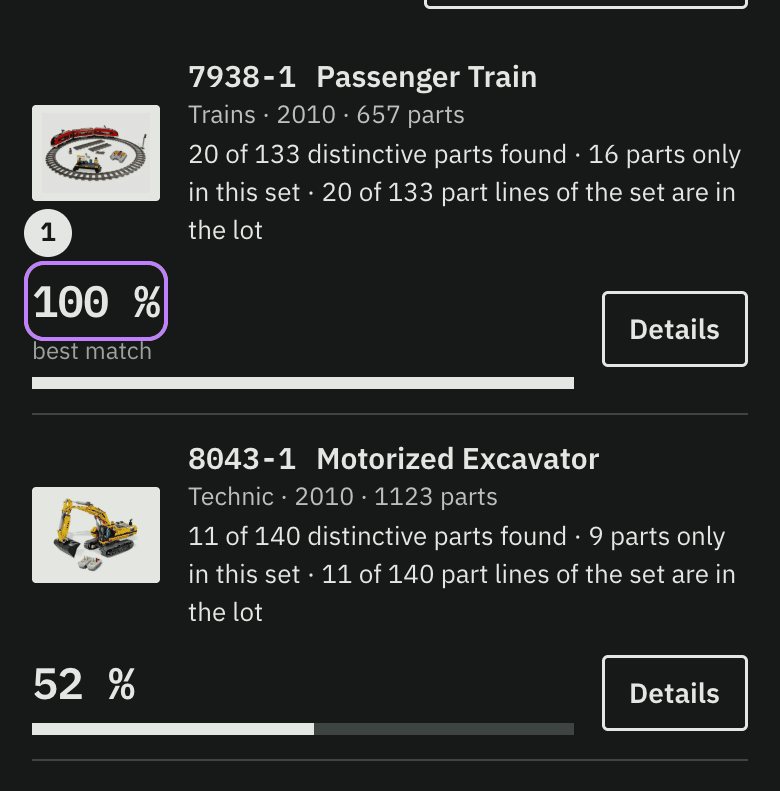 7938-1 Passenger Train
Trains · 2010 · 657 parts
20 of 133 distinctive parts found · 16 parts only
in this set · 20 of 133 part lines of the set are in
the lot
1
100 %
best match
Details
8043-1 Motorized Excavator
Technic · 2010 · 1123 parts
11 of 140 distinctive parts found · 9 parts only
in this set · 11 of 140 part lines of the set are in
the lot
52 %
Details